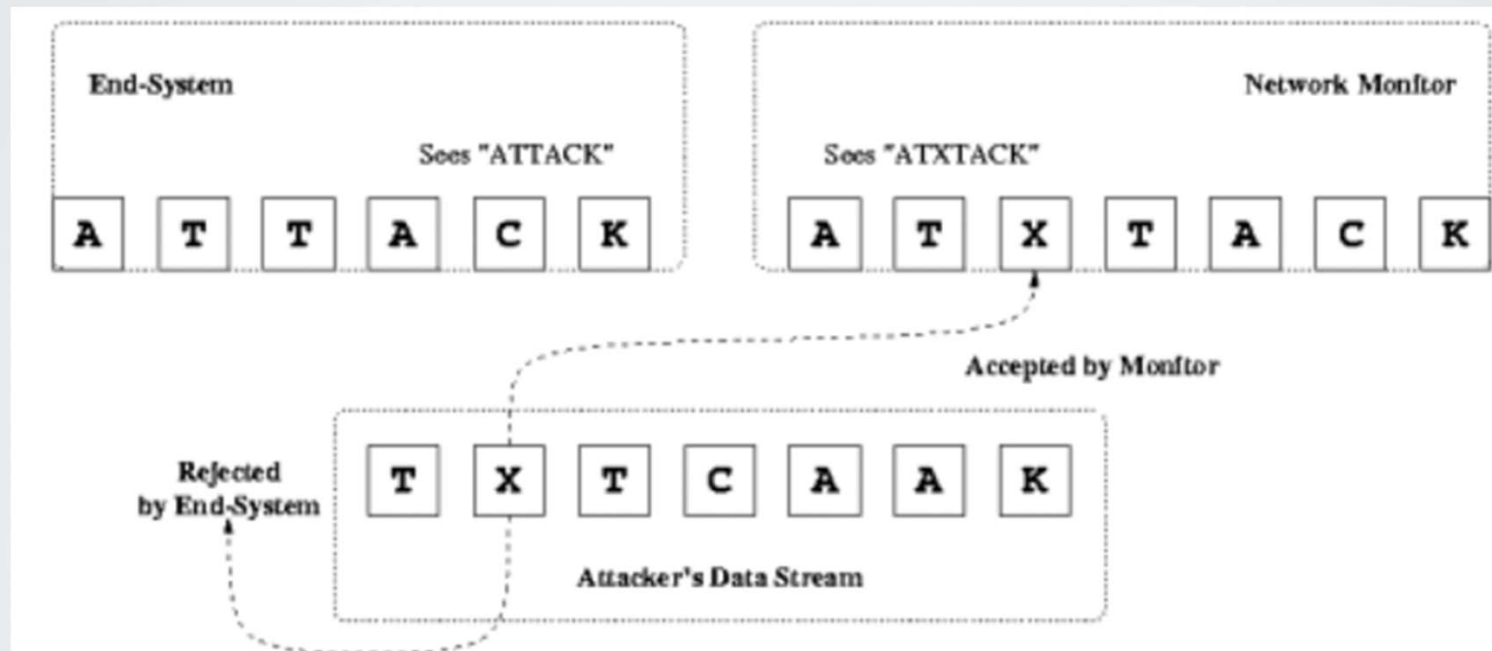 End-System
Sees "ATTACK"
A T T A C K
Network Monitor
Sees "ATXTACK"
A T X T A C K
Accepted by Monitor
Rejected
by End-System
T X T C A A K
Attacker's Data Stream